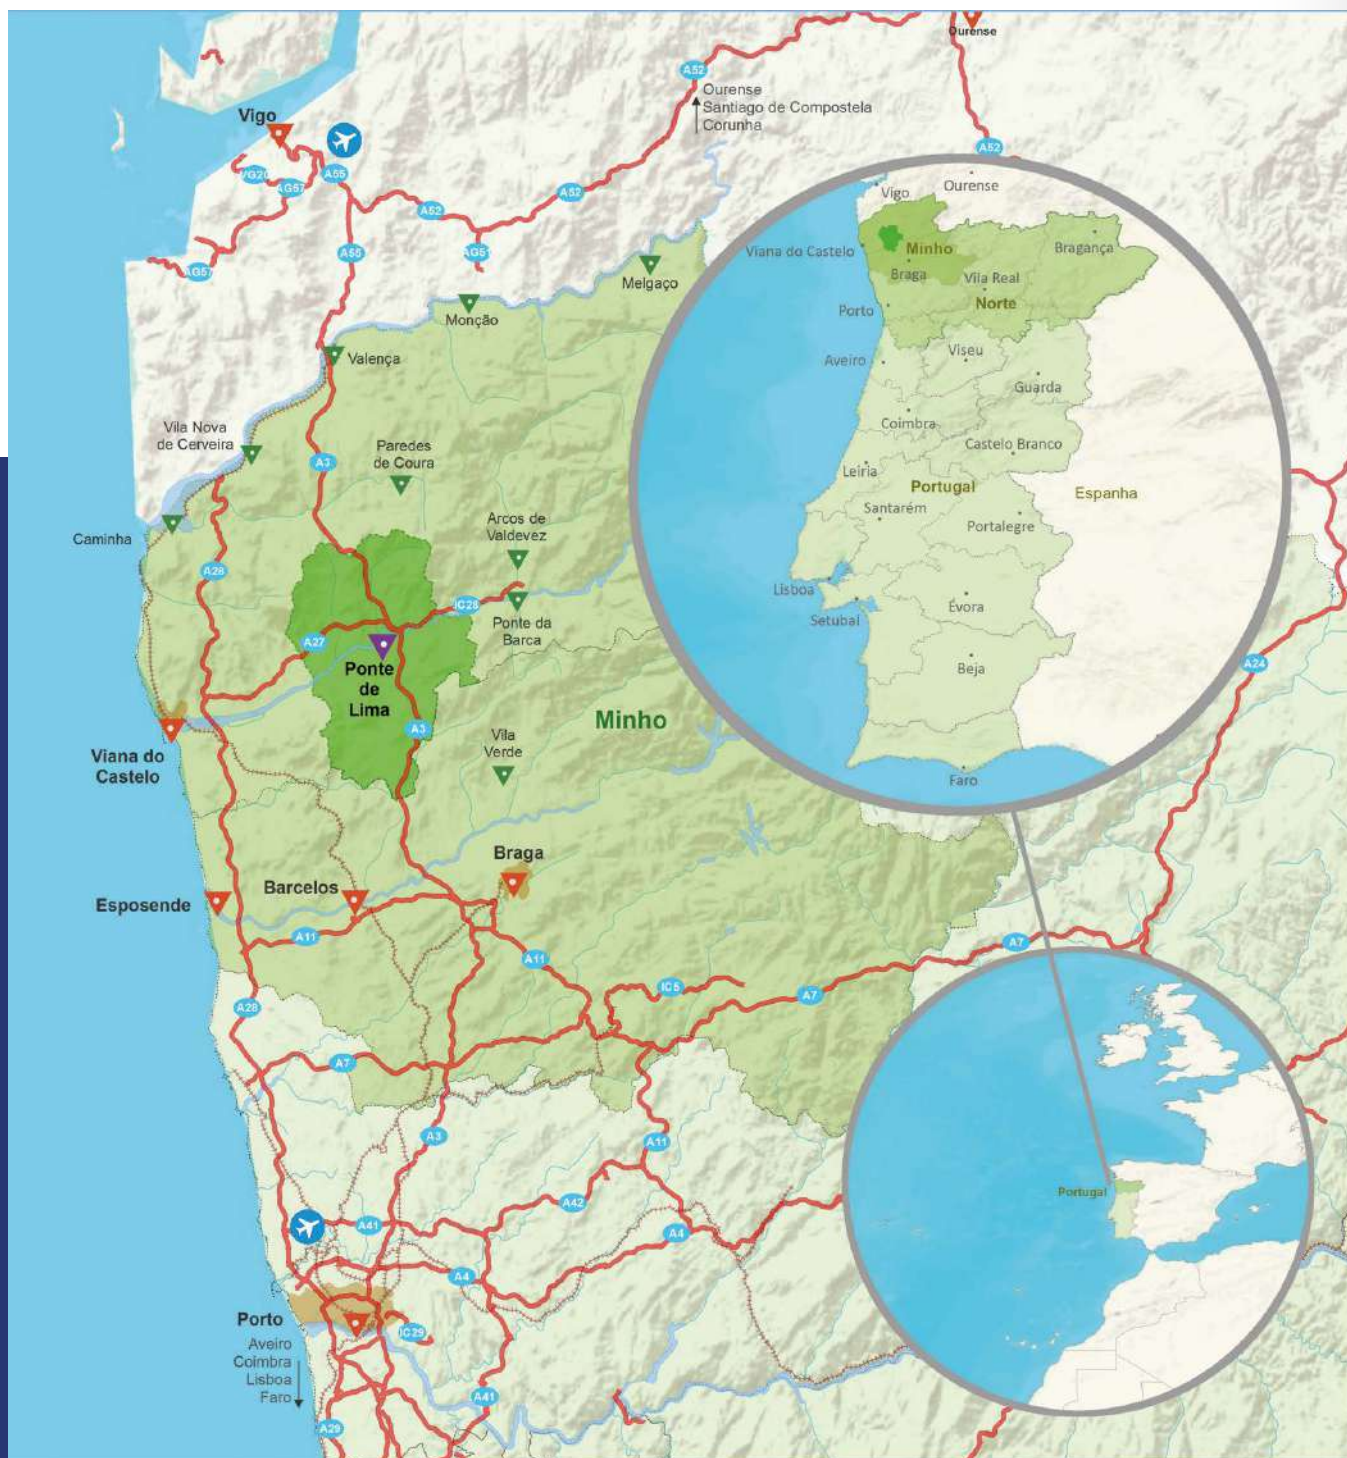 Ourense
A52
Ourense
Santiago de Compostela
Corunha
Vigo
A52
VG20
AG57
A55
A52
A52
A55
AG51
AG57
Melgaço
Monção
Valença
Vila Nova
de Cerveira
Paredes
de Coura
A3
Arcos de
Valdevez
Caminha
A28
IC28
Ponte da
Barca
A27
Ponte
de
Lima
A3
Minho
Viana do
Castelo
Vila
Verde
Braga
Barcelos
Esposende
A11
A11
A28
IC5
A7
A7
A24
A7
A3
A11
A42
A41
A4
A4
Porto
IC29
Aveiro
Coimbra
Lisboa
Faro
A41
A29
Vigo
Ourense
Viana do Castelo
Minho
Bragança
Braga
Vila Real
Norte
Porto
Aveiro
Viseu
Guarda
Coimbra
Castelo Branco
Leiria
Portugal
Espanha
Santarém
Portalegre
Lisboa
Évora
Setubal
Beja
Faro
Portugal